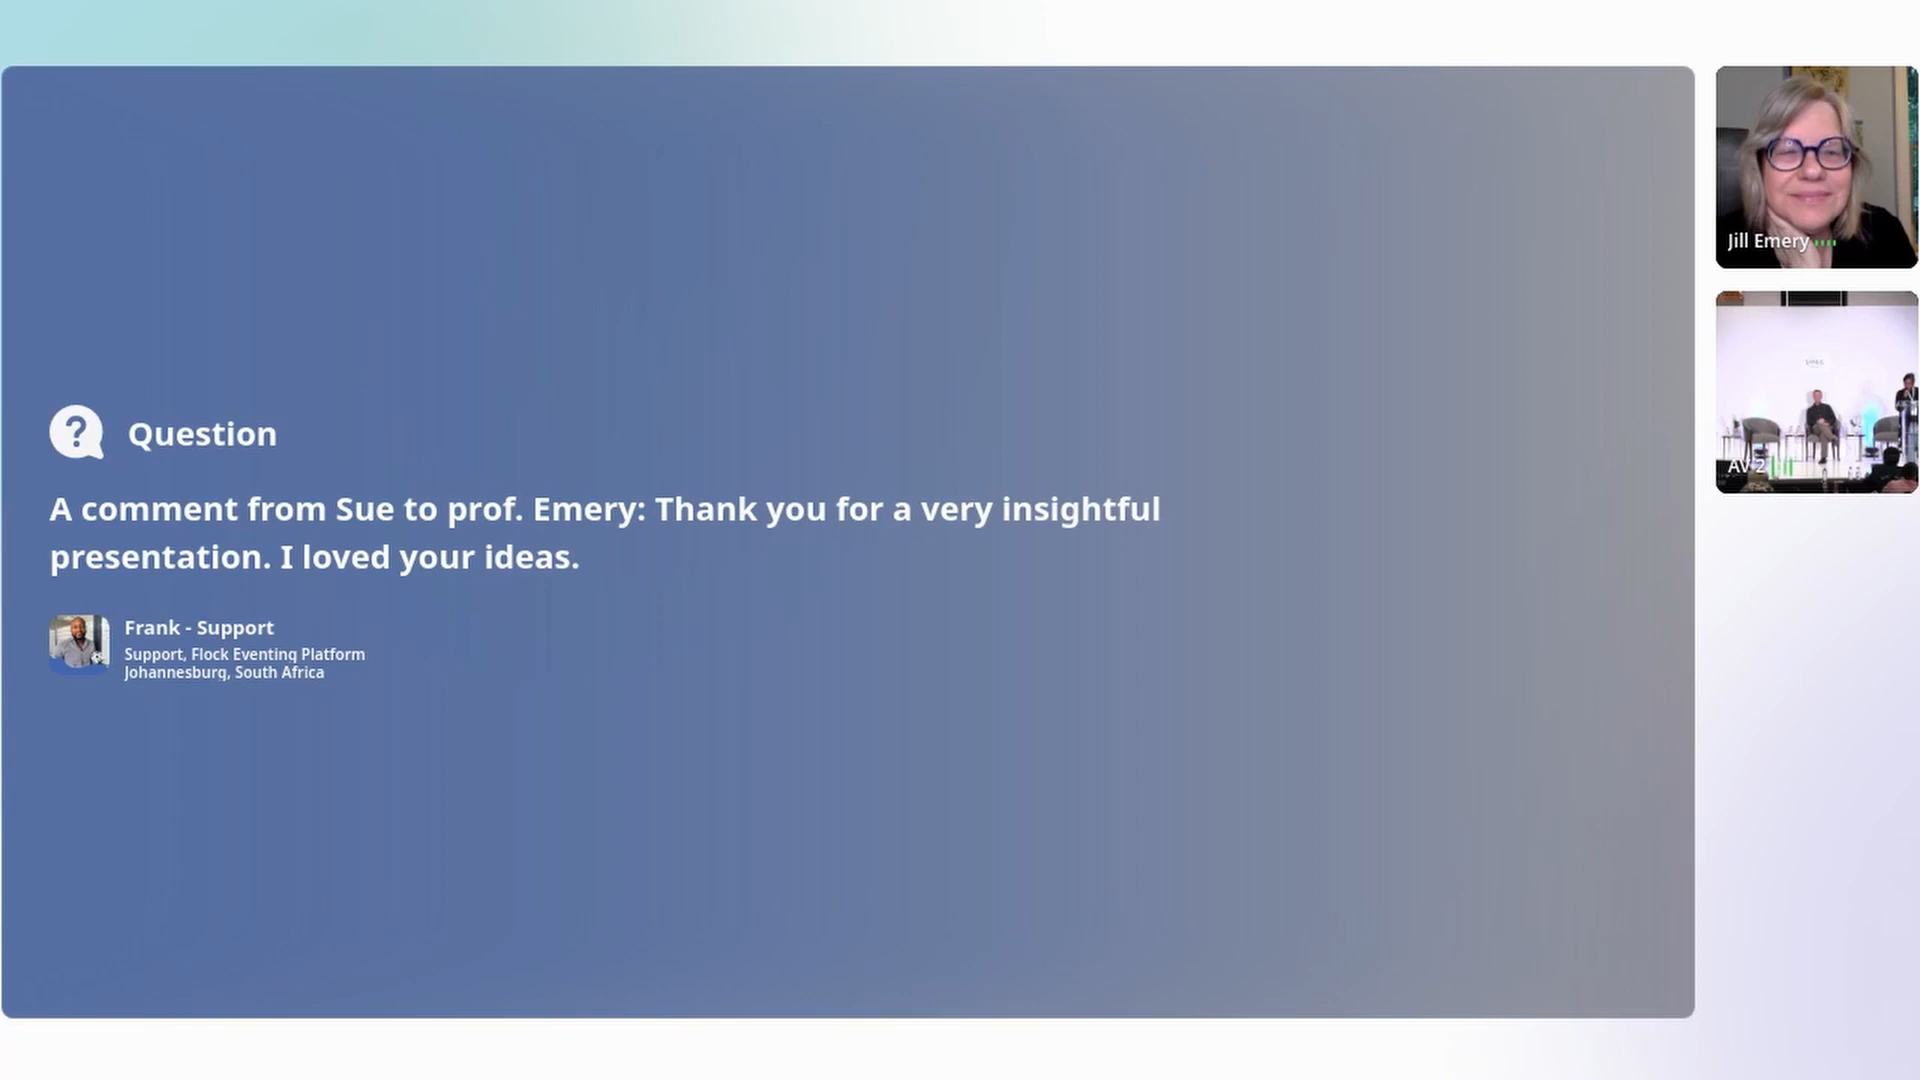 Question
A comment from Sue to prof. Emery: Thank you for a very insightful
presentation. I loved your ideas.
Frank - Support
Support, Flock Eventing Platform
Johannesburg, South Africa
Jill Emery
AV 2